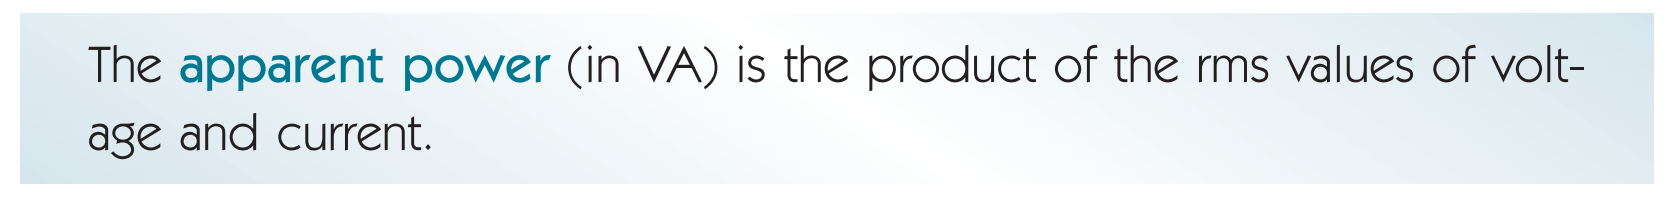 The apparent power (in VA) is the product of the rms values of volt-
age and current.